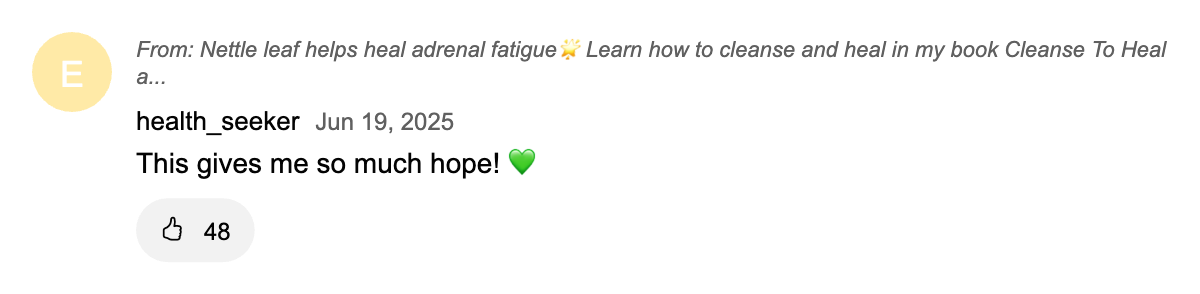 E
From: Nettle leaf helps heal adrenal fatigue🌟 Learn how to cleanse and heal in my book Cleanse To Heal
a...
health_seeker Jun 19, 2025
This gives me so much hope! 💚
48